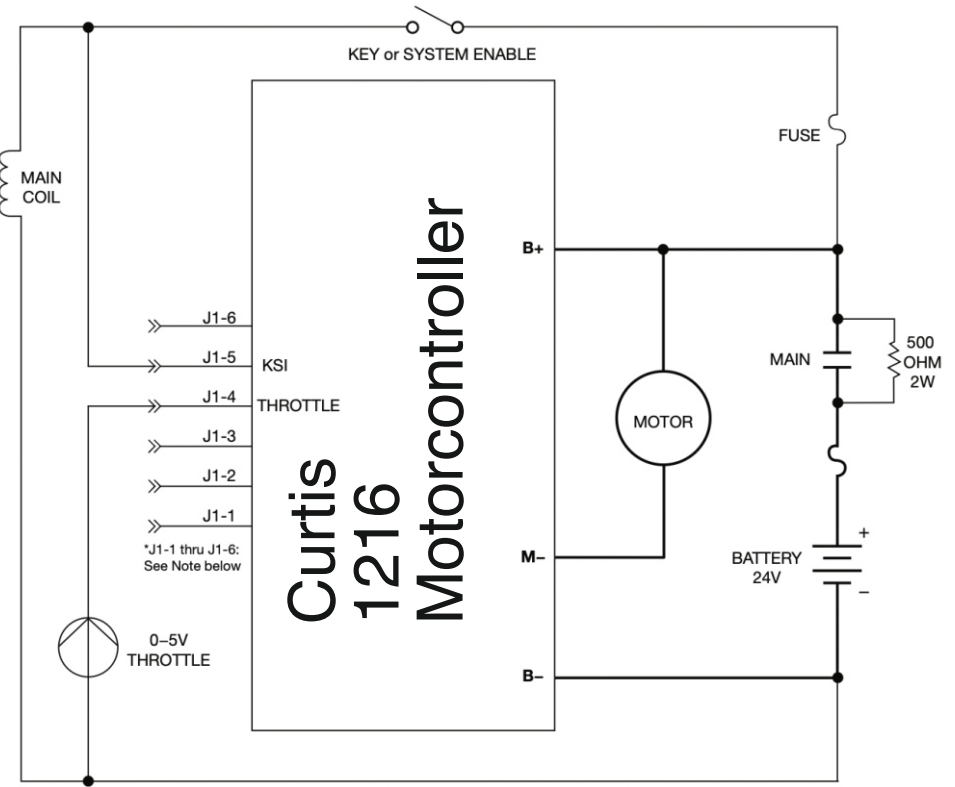 KEY or SYSTEM ENABLE
FUSE
MAIN
COIL
B+
J1-6
J1-5
KSI
J1-4
THROTTLE
J1-3
J1-2
J1-1
*J1-1 thru J1-6:
See Note below
Curtis
1216
Motorcontroller
MAIN
500
OHM
2W
MOTOR
M–
BATTERY
24V
+
–
0–5V
THROTTLE
B–